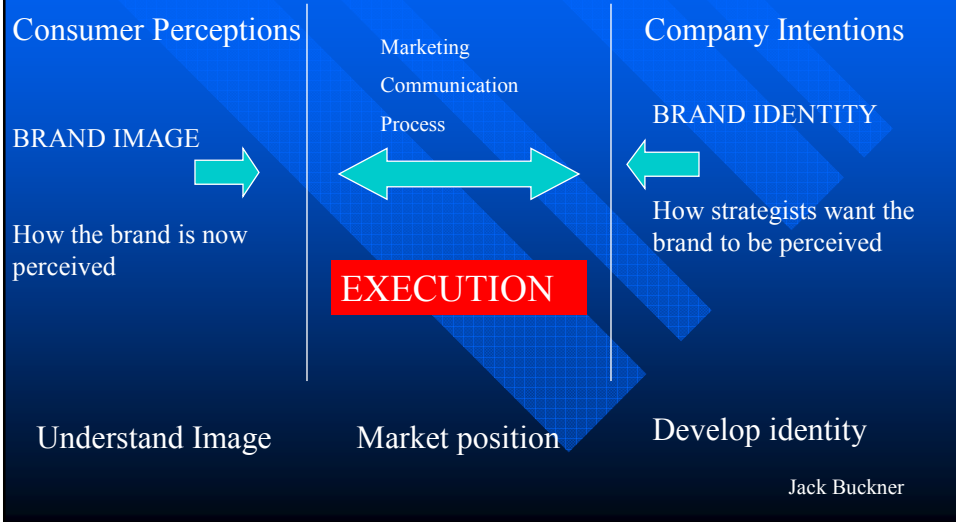 Consumer Perceptions
BRAND IMAGE
How the brand is now
perceived
Understand Image
Marketing
Communication
Process
EXECUTION
Market position
Company Intentions
BRAND IDENTITY
How strategists want the
brand to be perceived
Develop identity
Jack Buckner